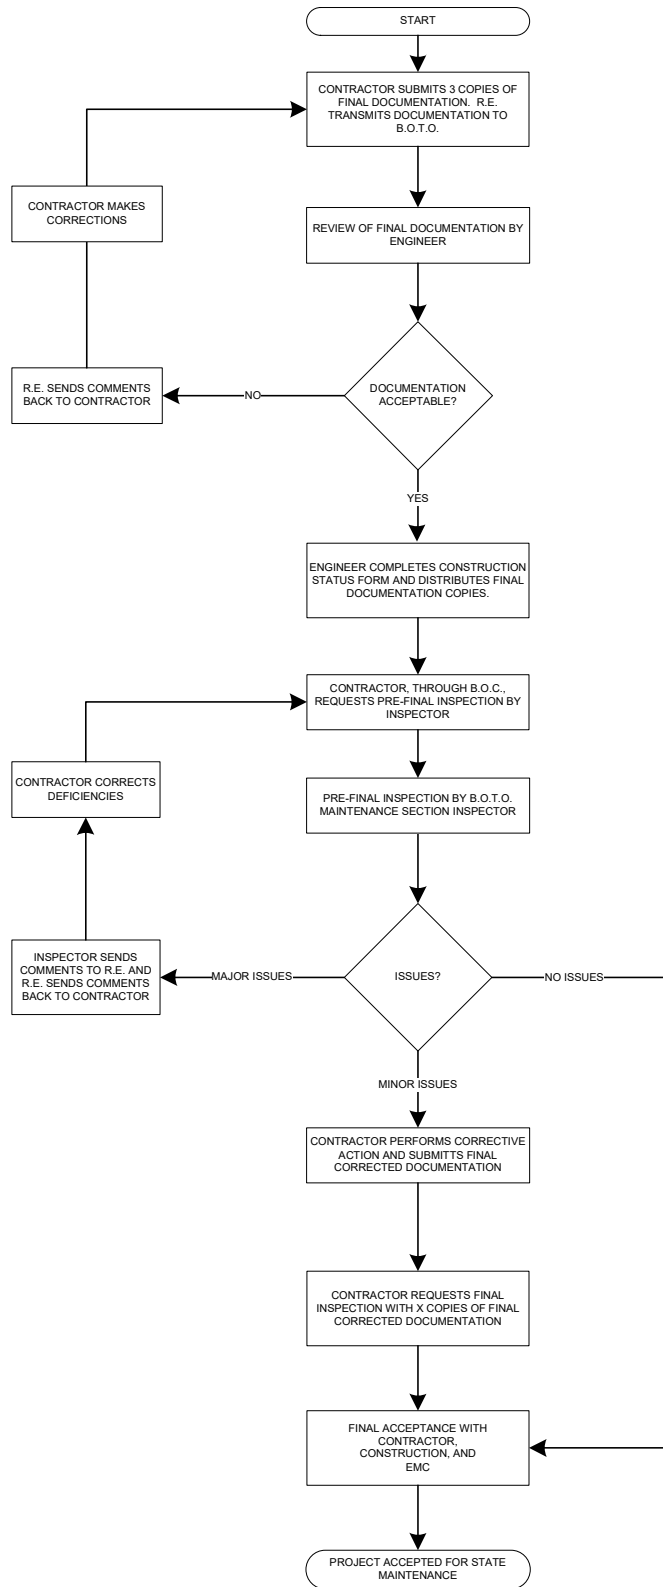 START
CONTRACTOR SUBMITS 3 COPIES OF
FINAL DOCUMENTATION. R.E.
TRANSMITS DOCUMENTATION TO
B.O.T.O.
CONTRACTOR MAKES
CORRECTIONS
REVIEW OF FINAL DOCUMENTATION BY
ENGINEER
R.E. SENDS COMMENTS
BACK TO CONTRACTOR
NO
DOCUMENTATION
ACCEPTABLE?
YES
ENGINEER COMPLETES CONSTRUCTION
STATUS FORM AND DISTRIBUTES FINAL
DOCUMENTATION COPIES.
CONTRACTOR, THROUGH B.O.C.,
REQUESTS PRE-FINAL INSPECTION BY
INSPECTOR
CONTRACTOR CORRECTS
DEFICIENCIES
PRE-FINAL INSPECTION BY B.O.T.O.
MAINTENANCE SECTION INSPECTOR
INSPECTOR SENDS
COMMENTS TO R.E. AND
R.E. SENDS COMMENTS
BACK TO CONTRACTOR
MAJOR ISSUES
ISSUES?
NO ISSUES
MINOR ISSUES
CONTRACTOR PERFORMS CORRECTIVE
ACTION AND SUBMITTS FINAL
CORRECTED DOCUMENTATION
CONTRACTOR REQUESTS FINAL
INSPECTION WITH X COPIES OF FINAL
CORRECTED DOCUMENTATION
FINAL ACCEPTANCE WITH
CONTRACTOR,
CONSTRUCTION, AND
EMC
PROJECT ACCEPTED FOR STATE
MAINTENANCE